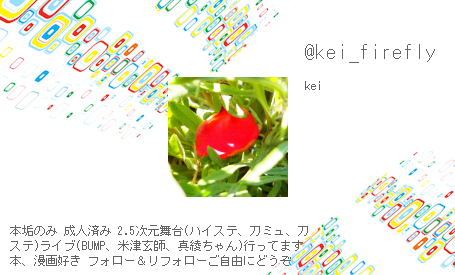 @kei_firefly
kei
本垢のみ 成人済み 2.5次元舞台(ハイステ、刀ミュ、刀
ステ)ライブ(BUMP、米津玄師、真綾ちゃん)行ってます
本、漫画好き フォロー＆リフォローご自由にどうぞ